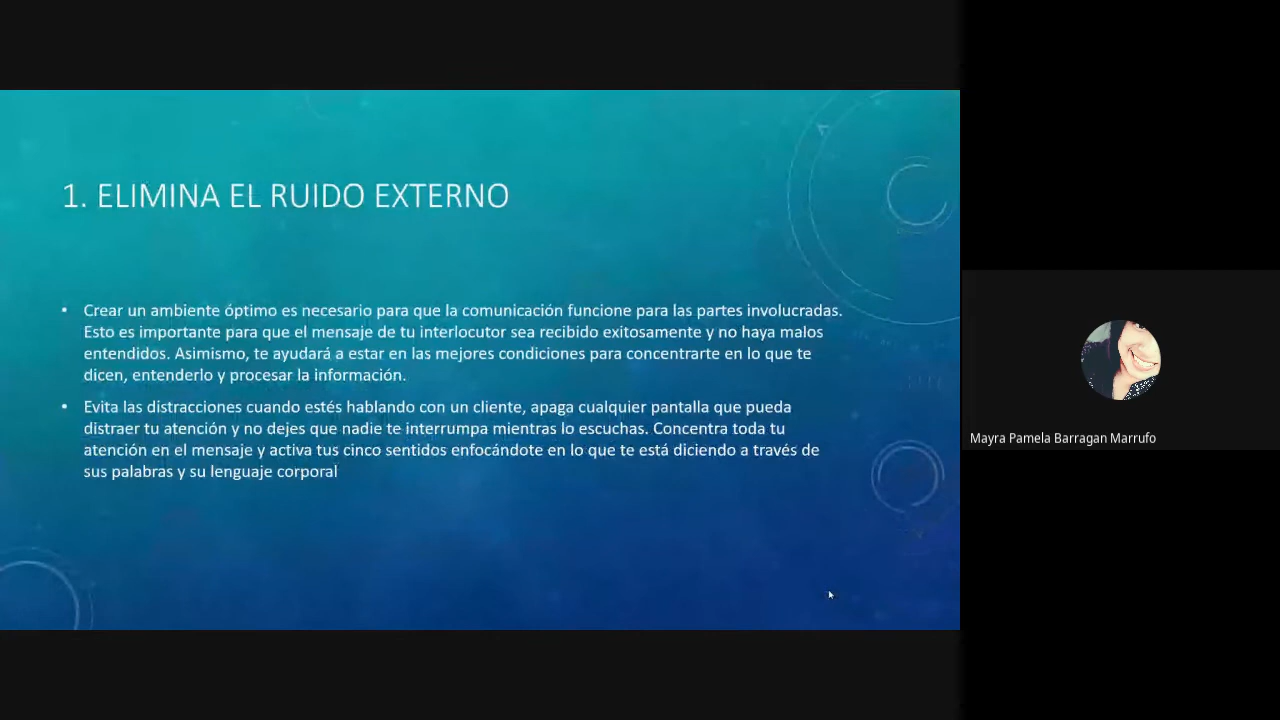 1. ELIMINA EL RUIDO EXTERNO
• Crear un ambiente óptimo es necesario para que la comunicación funcione para las partes involucradas.
Esto es importante para que el mensaje de tu interlocutor sea recibido exitosamente y no haya malos
entendidos. Asimismo, te ayudará a estar en las mejores condiciones para concentrarte en lo que te
dicen, entenderlo y procesar la información.
• Evita las distracciones cuando estés hablando con un cliente, apaga cualquier pantalla que pueda
distraer tu atención y no dejes que nadie te interrumpa mientras lo escuchas. Concentra toda tu
atención en el mensaje y activa tus cinco sentidos enfocándote en lo que te está diciendo a través de
sus palabras y su lenguaje corporal
Mayra Pamela Barragan Marrufo